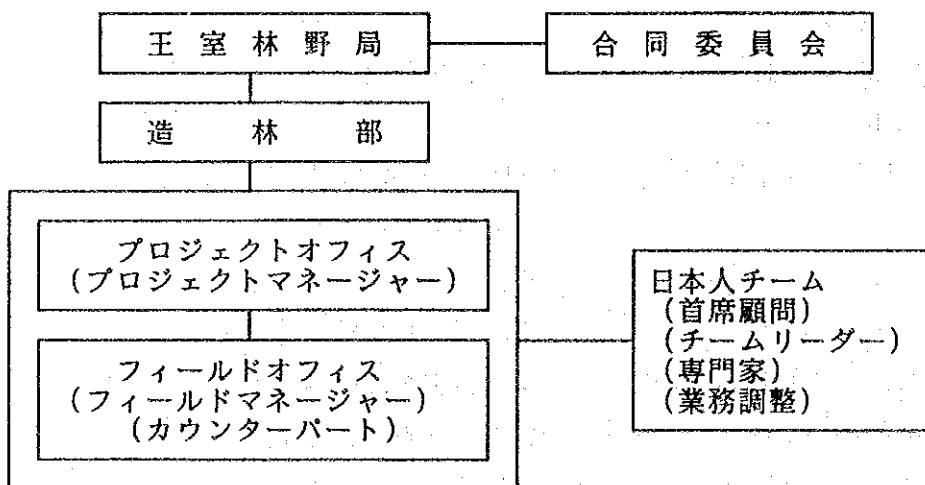 王室林野局
合同委員会
造林部
プロジェクトオフィス
(プロジェクトマネージャー)
フィールドオフィス
(フィールドマネージャー)
(カウンターパート)
日本人チーム
(首席顧問)
(チームリーダー)
(専門家)
(業務調整)